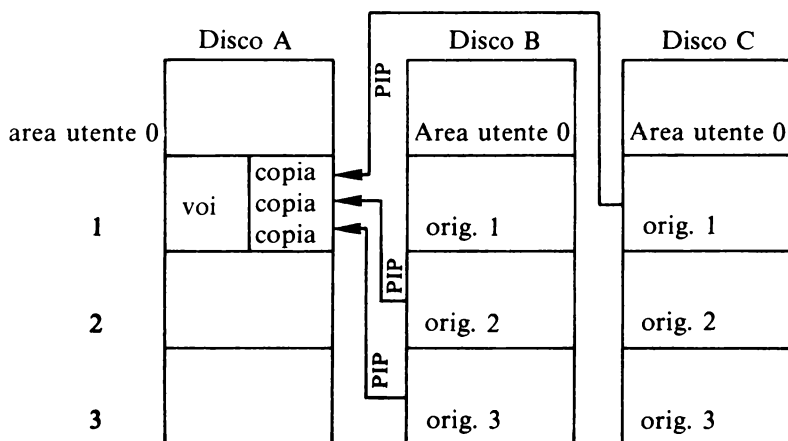 Disco A
Disco B
Disco C
PIP
area utente 0
Area utente 0
Area utente 0
voi
copia
copia
copia
1
orig. 1
orig. 1
PIP
2
orig. 2
orig. 2
PIP
3
orig. 3
orig. 3